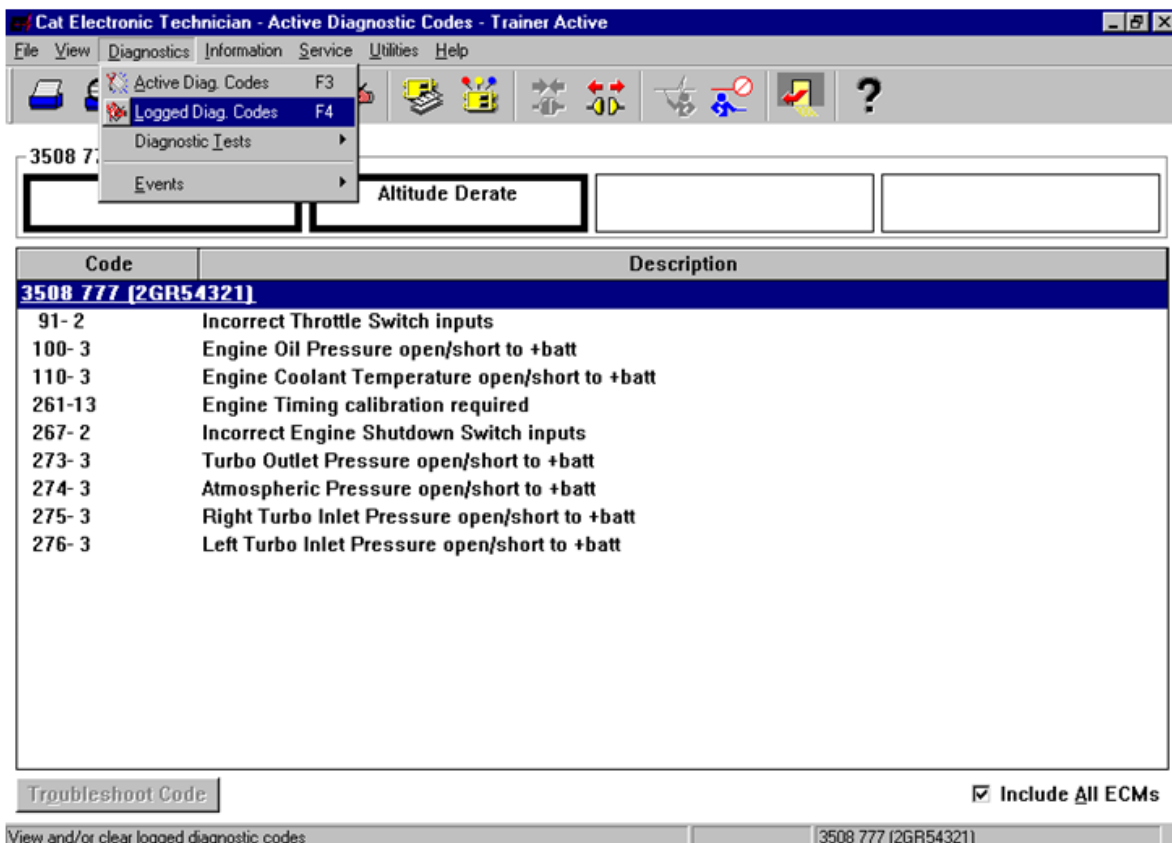 Cat Electronic Technician - Active Diagnostic Codes - Trainer Active
File View Diagnostics Information Service Utilities Help
Active Diag. Codes F3
Logged Diag. Codes F4
Diagnostic Tests
Events
3508 7
Altitude Derate
Code Description
3508 777 (2GR54321)
91- 2 Incorrect Throttle Switch inputs
100- 3 Engine Oil Pressure open/short to +batt
110- 3 Engine Coolant Temperature open/short to +batt
261-13 Engine Timing calibration required
267- 2 Incorrect Engine Shutdown Switch inputs
273- 3 Turbo Outlet Pressure open/short to +batt
274- 3 Atmospheric Pressure open/short to +batt
275- 3 Right Turbo Inlet Pressure open/short to +batt
276- 3 Left Turbo Inlet Pressure open/short to +batt
Troubleshoot Code Include All ECMs
View and/or clear logged diagnostic codes 3508 777 (2GR54321)